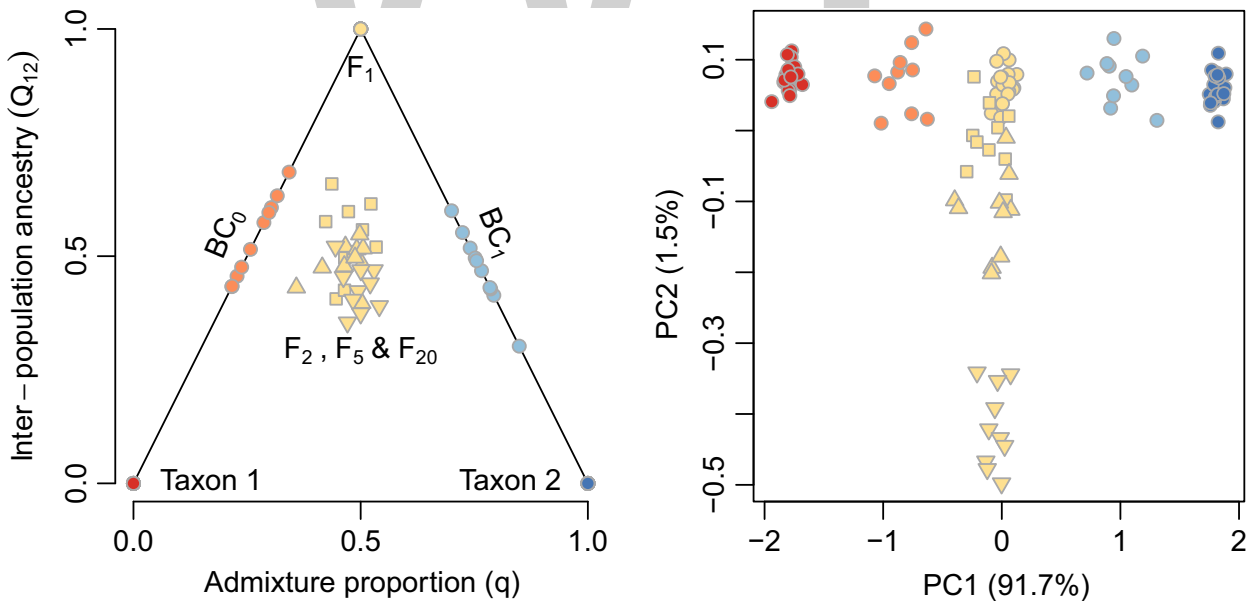 Inter – population ancestry (Q₁₂)
1.0
0.5
0.0
F₁
BC₀
BC₁
F₂ , F₅ & F₂₀
Taxon 1
Taxon 2
0.0 0.5 1.0
Admixture proportion (q)
PC2 (1.5%)
0.1
−0.1
−0.3
−0.5
−2 −1 0 1 2
PC1 (91.7%)